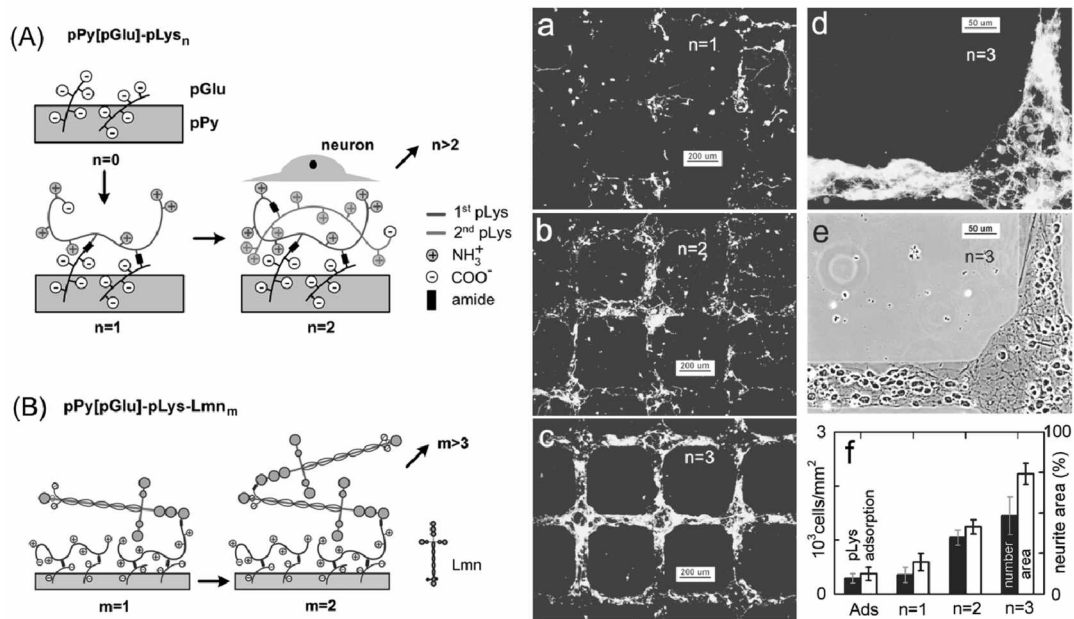 (A)
pPy[pGlu]-pLysn
pGlu
pPy
n=0
neuron
n>2
1st pLys
2nd pLys
NH3+
COO-
amide
n=1
n=2
(B)
pPy[pGlu]-pLys-Lmnm
m>3
Lmn
m=1
m=2
a
n=1
200 um
b
n=2
200 um
c
n=3
200 um
d
50 um
n=3
e
50 um
n=3
f
3
2
1
0
10³cells/mm²
100
50
0
neurite area (%)
pLys
adsorption
number
area
Ads
n=1
n=2
n=3